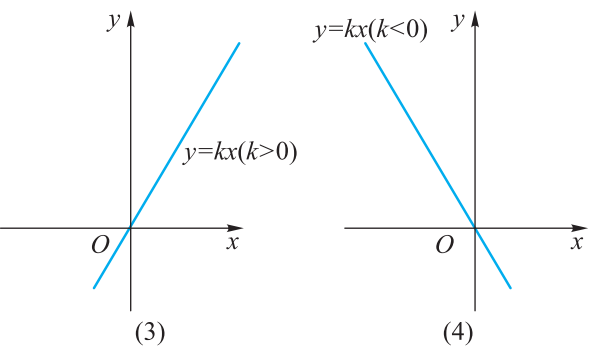 y
y=kx(k>0)
O
x
(3)
y=kx(k<0)
y
O
x
(4)